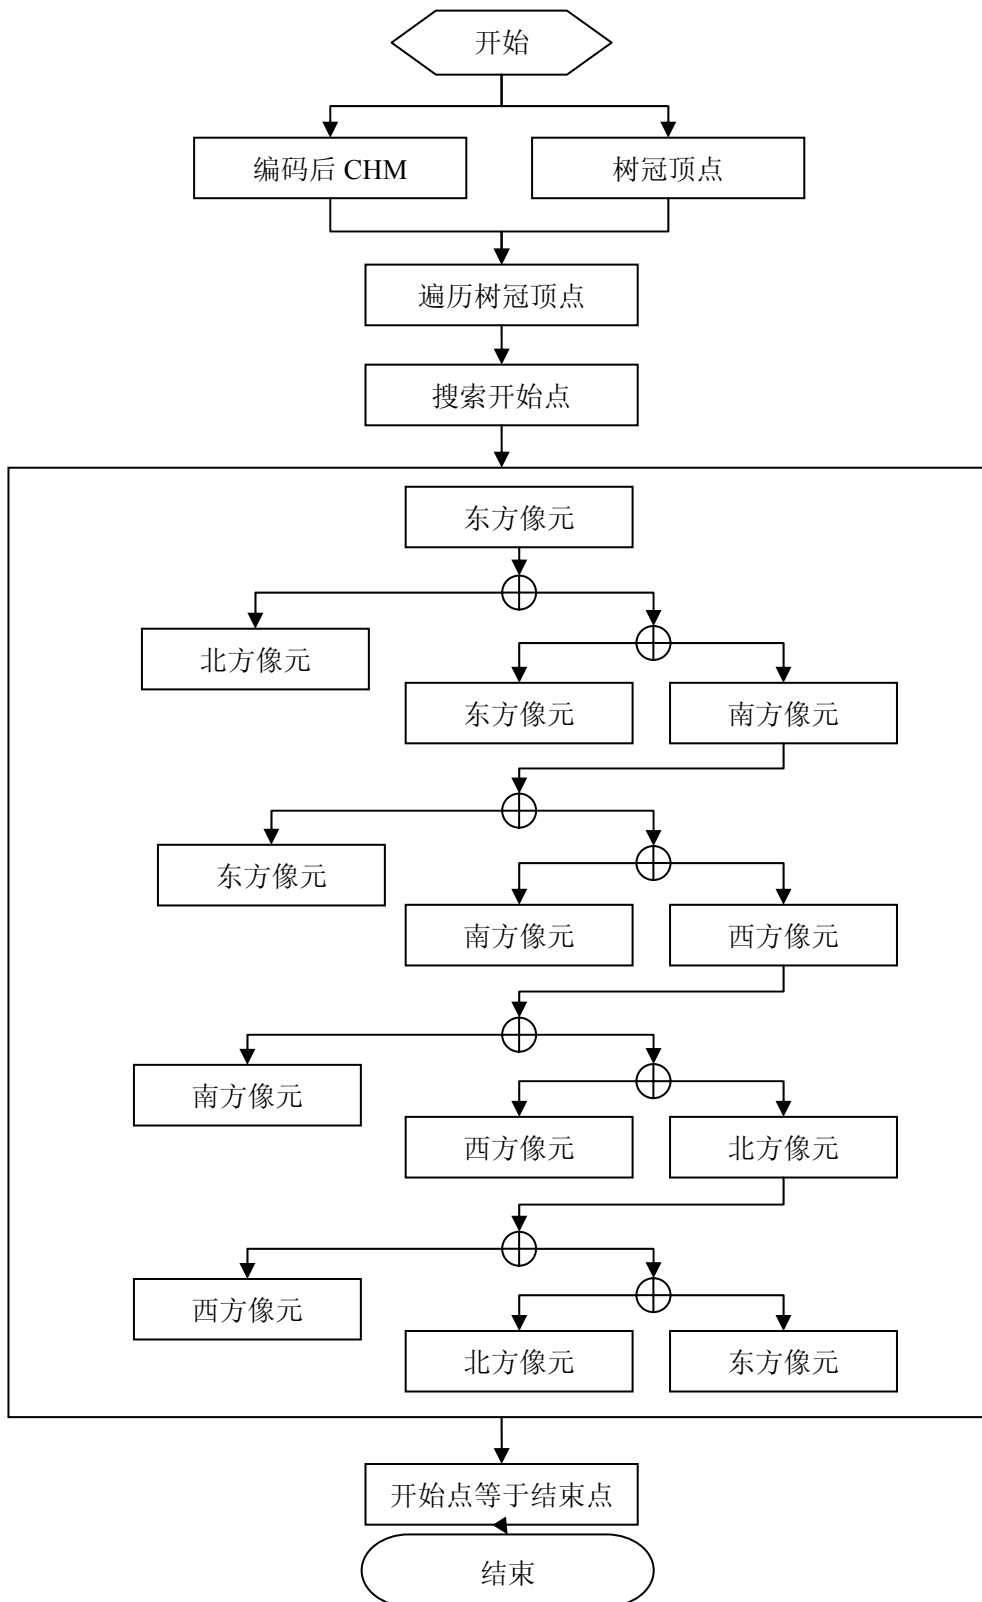 开始
编码后 CHM
树冠顶点
遍历树冠顶点
搜索开始点
东方像元
北方像元
东方像元
南方像元
东方像元
南方像元
西方像元
南方像元
西方像元
北方像元
西方像元
北方像元
东方像元
开始点等于结束点
结束